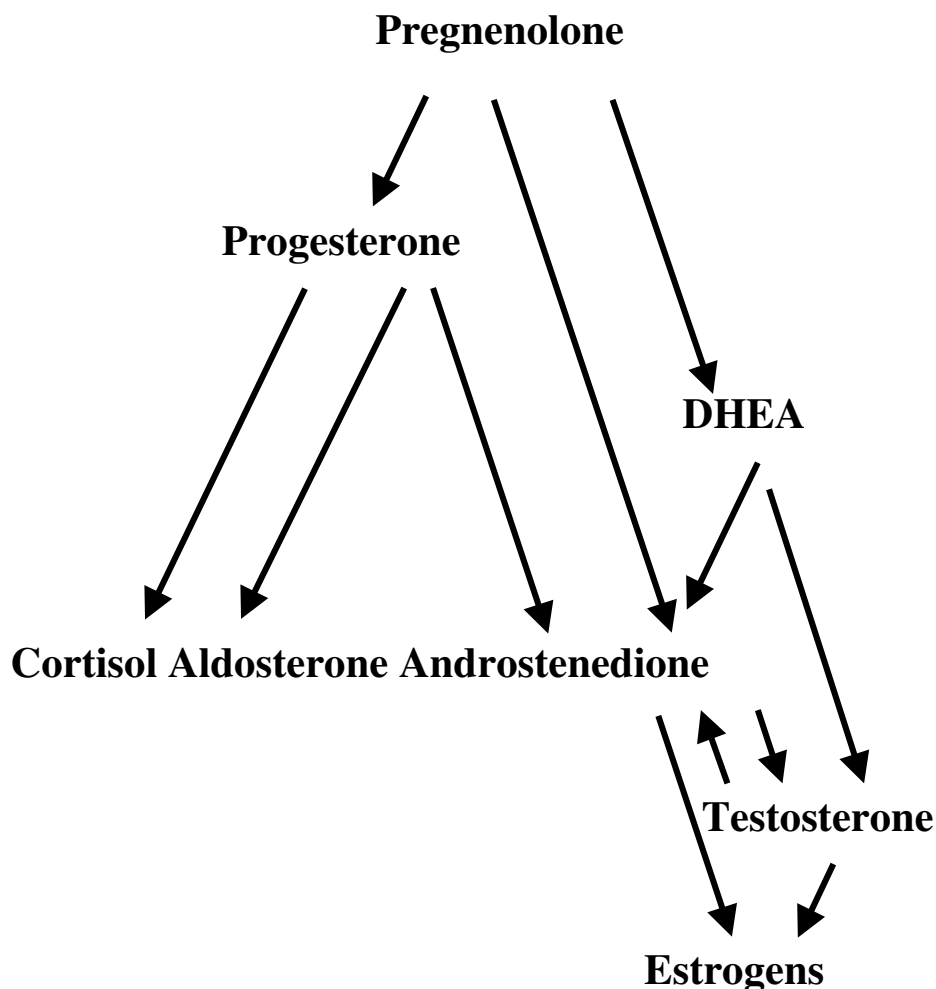 Pregnenolone
Progesterone
DHEA
Cortisol Aldosterone Androstenedione
Testosterone
Estrogens